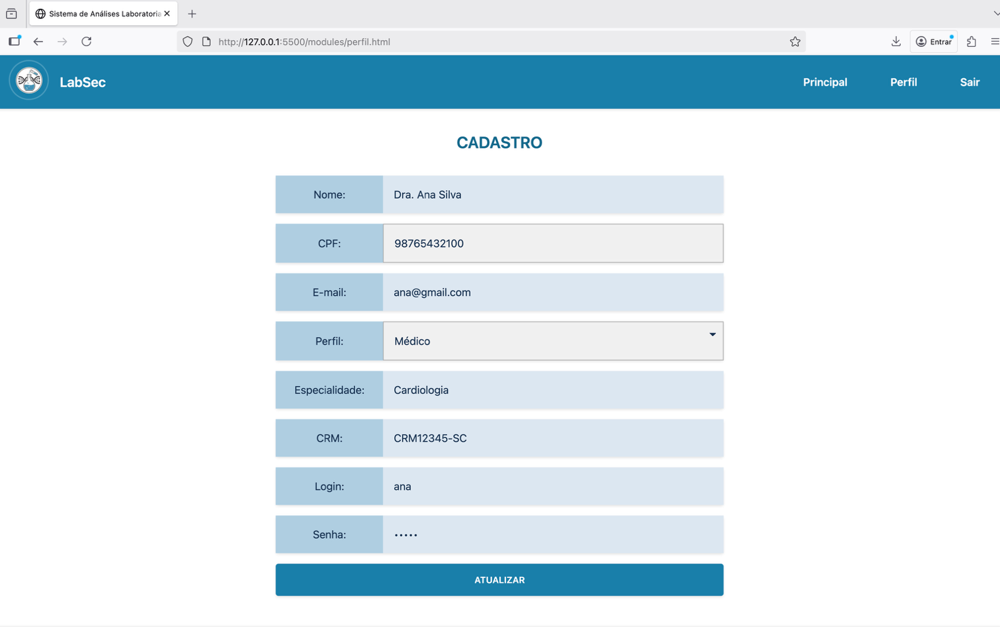 Sistema de Análises Laboratoria
http://127.0.0.1:5500/modules/perfil.html
Entrar
LabSec
Principal
Perfil
Sair
CADASTRO
Nome: Dra. Ana Silva
CPF: 98765432100
E-mail: ana@gmail.com
Perfil: Médico
Especialidade: Cardiologia
CRM: CRM12345-SC
Login: ana
Senha: •••••
ATUALIZAR